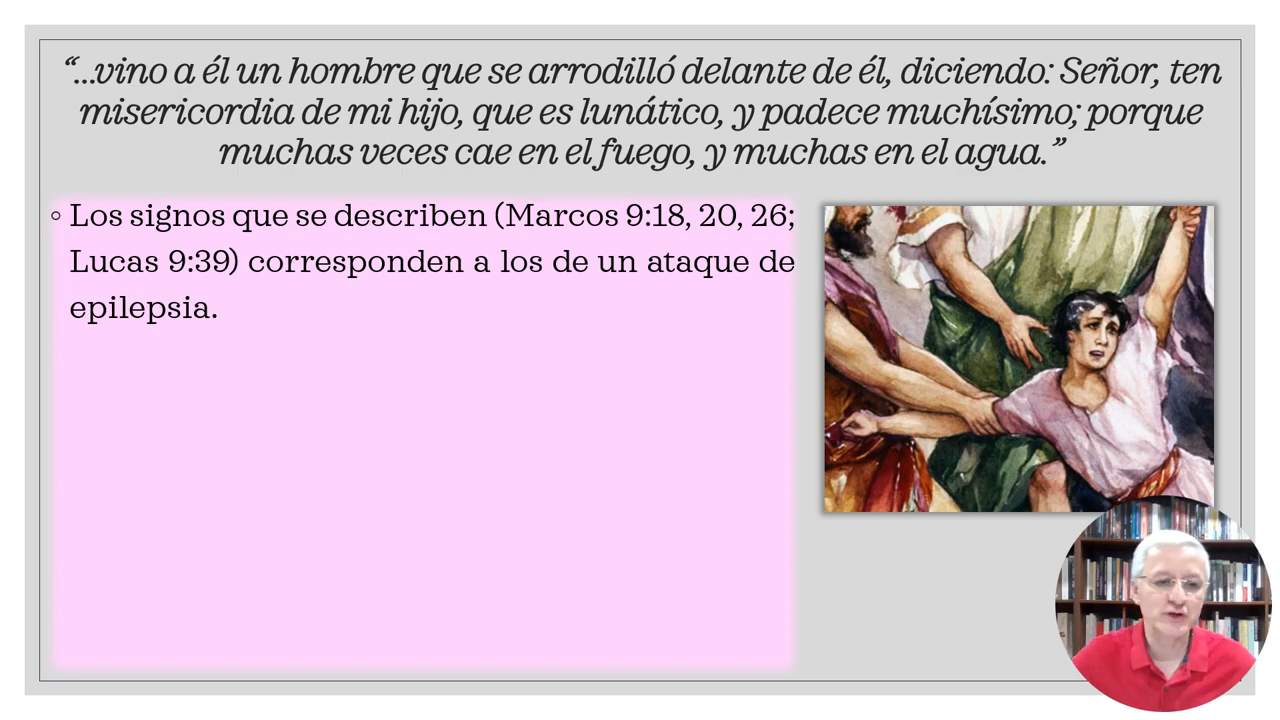 “...vino a él un hombre que se arrodilló delante de él, diciendo: Señor, ten
misericordia de mi hijo, que es lunático, y padece muchísimo; porque
muchas veces cae en el fuego, y muchas en el agua.”
◦ Los signos que se describen (Marcos 9:18, 20, 26;
Lucas 9:39) corresponden a los de un ataque de
epilepsia.